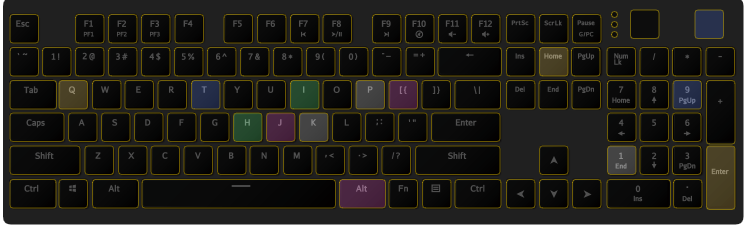 Esc F1 F2 F3 F4 F5 F6 F7 F8 F9 F10 F11 F12 PrtSc ScrLk Pause
PF1 PF2 PF3 G/PC
` ~ 1 ! 2 @ 3 # 4 $ 5 % 6 ^ 7 & 8 * 9 ( 0 ) - = + ← Ins Home PgUp Num Lk / * -
Tab Q W E R T Y U I O P [ { ] } \ | Del End PgDn 7 Home 8 9 PgUp +
Caps A S D F G H J K L ; : ' " Enter 4 5 6
Shift Z X C V B N M , < . > / ? Shift 1 End 2 3 PgDn Enter
Ctrl Alt Alt Fn Ctrl 0 Ins . Del